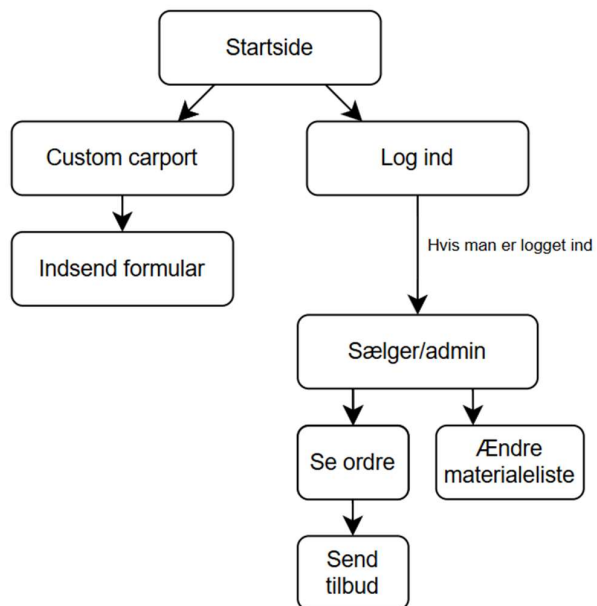 Startside
Custom carport
Log ind
Indsend formular
Hvis man er logget ind
Sælger/admin
Se ordre
Ændre
materialeliste
Send
tilbud